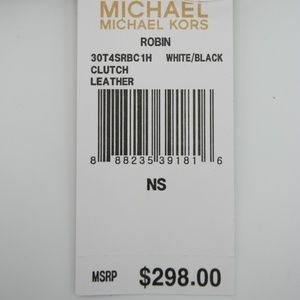 MICHAEL
MICHAEL KORS
ROBIN
30T4SRBC1H WHITE/BLACK
CLUTCH
LEATHER
8 88235 39181 6
NS
MSRP $298.00